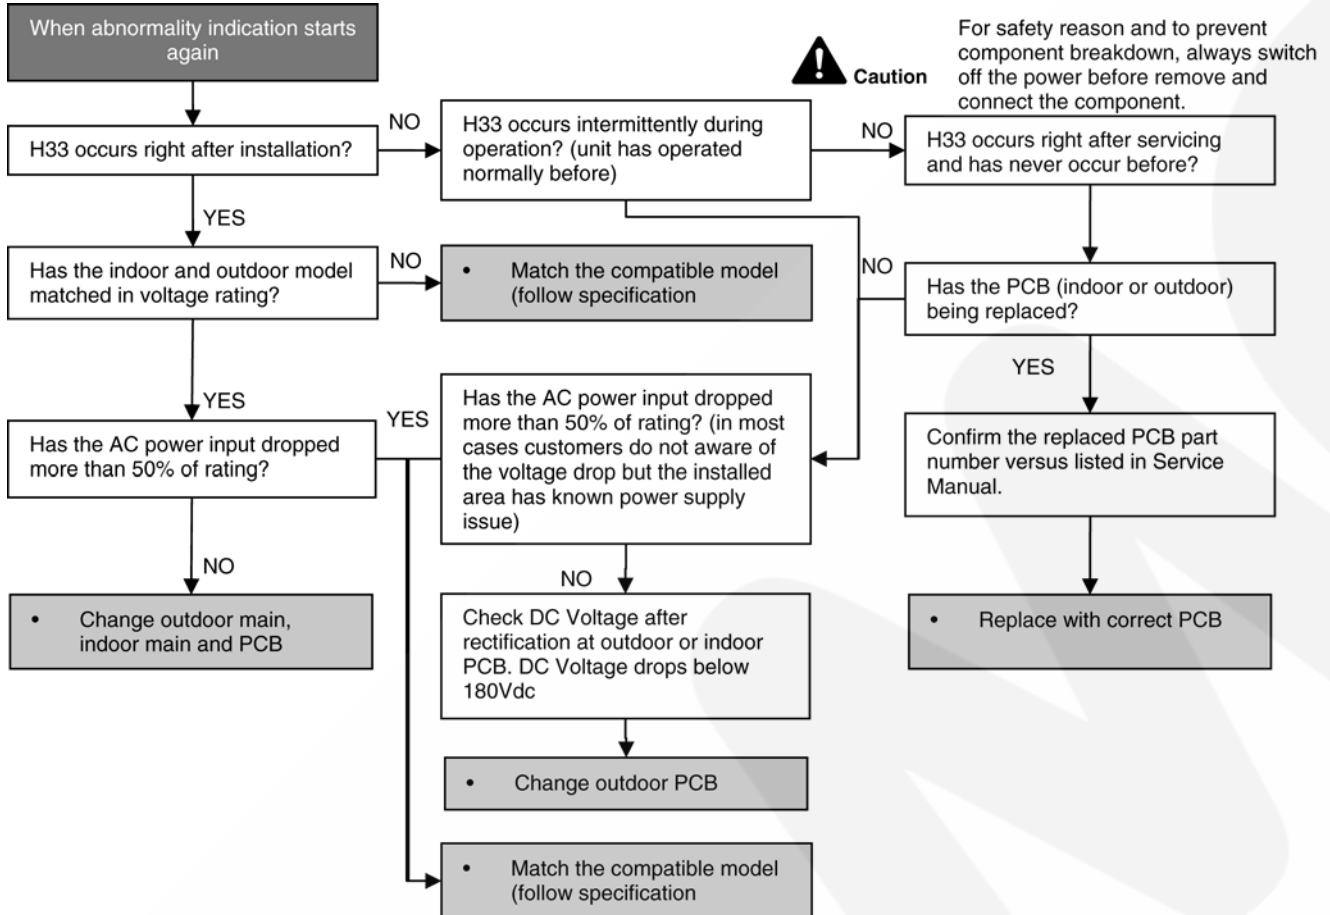 When abnormality indication starts
again
Caution
For safety reason and to prevent
component breakdown, always switch
off the power before remove and
connect the component.
H33 occurs right after installation?
NO
H33 occurs intermittently during
operation? (unit has operated
normally before)
NO
H33 occurs right after servicing
and has never occur before?
YES
Has the indoor and outdoor model
matched in voltage rating?
NO
• Match the compatible model
(follow specification
NO
Has the PCB (indoor or outdoor)
being replaced?
YES
YES
Has the AC power input dropped
more than 50% of rating?
YES
Has the AC power input dropped
more than 50% of rating? (in most
cases customers do not aware of
the voltage drop but the installed
area has known power supply
issue)
Confirm the replaced PCB part
number versus listed in Service
Manual.
NO
• Change outdoor main,
indoor main and PCB
NO
Check DC Voltage after
rectification at outdoor or indoor
PCB. DC Voltage drops below
180Vdc
• Replace with correct PCB
• Change outdoor PCB
• Match the compatible model
(follow specification